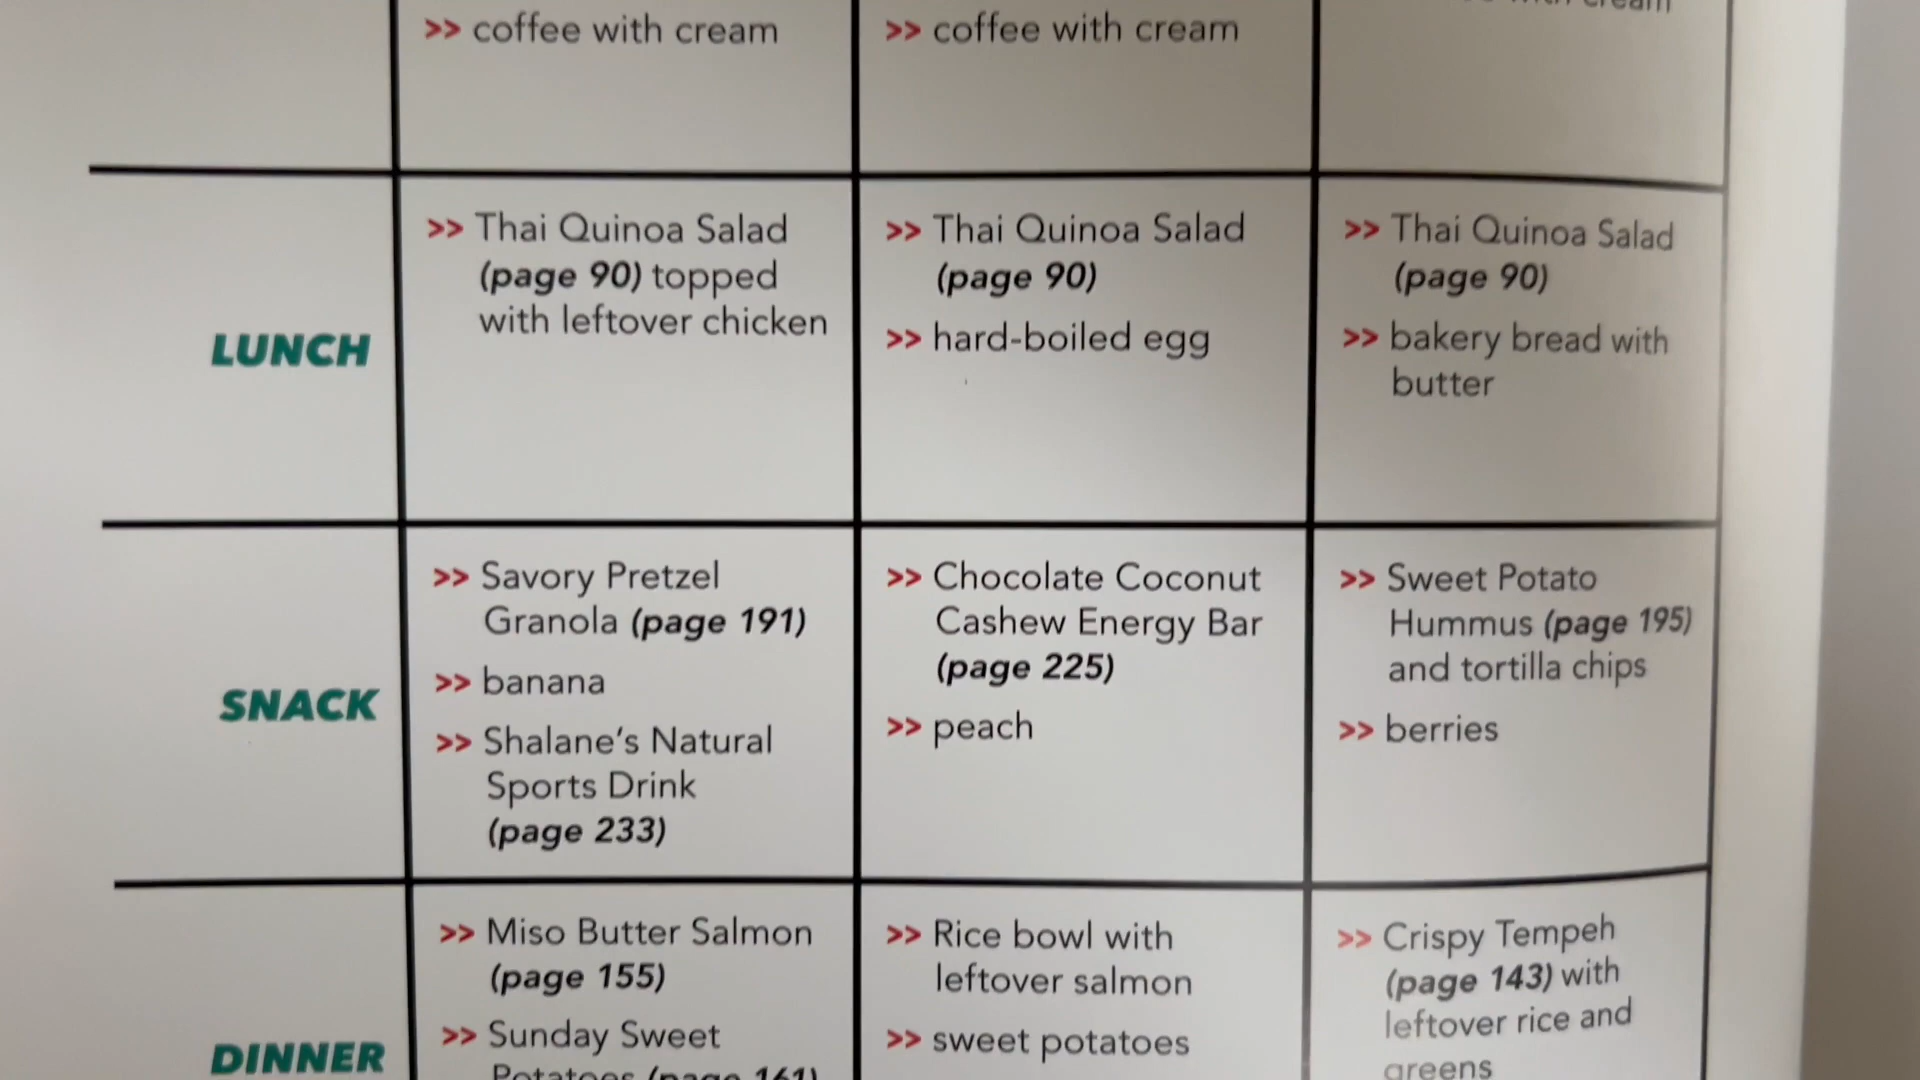 >> coffee with cream
>> coffee with cream
cream
LUNCH
>> Thai Quinoa Salad
(page 90) topped
with leftover chicken
>> Thai Quinoa Salad
(page 90)
>> hard-boiled egg
>> Thai Quinoa Salad
(page 90)
>> bakery bread with
butter
SNACK
>> Savory Pretzel
Granola (page 191)
>> banana
>> Shalane's Natural
Sports Drink
(page 233)
>> Chocolate Coconut
Cashew Energy Bar
(page 225)
>> peach
>> Sweet Potato
Hummus (page 195)
and tortilla chips
>> berries
DINNER
>> Miso Butter Salmon
(page 155)
>> Sunday Sweet
Potatoes (page 161)
>> Rice bowl with
leftover salmon
>> sweet potatoes
>> Crispy Tempeh
(page 143) with
leftover rice and
greens